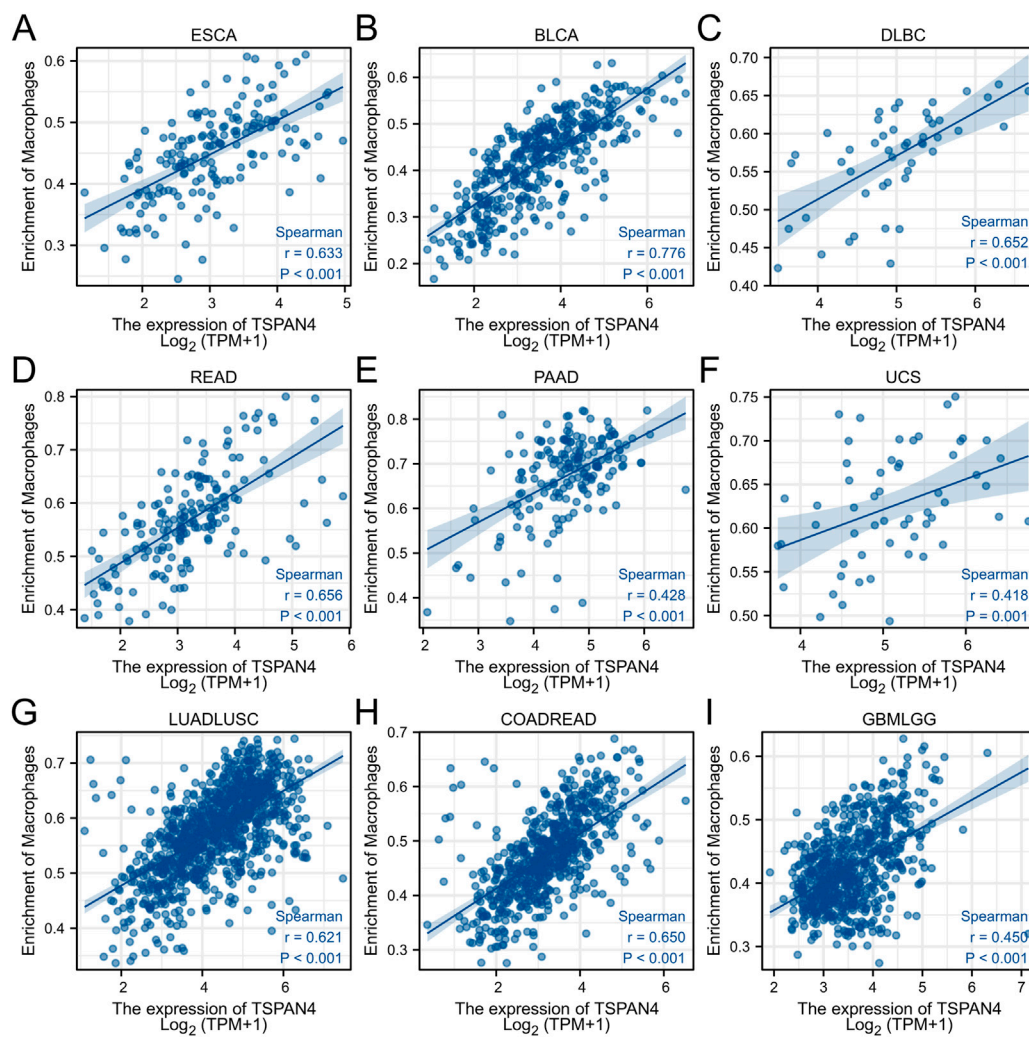 A
ESCA
Enrichment of Macrophages
0.6
0.5
0.4
0.3
Spearman
r = 0.633
P < 0.001
2
3
4
5
The expression of TSPAN4
Log2 (TPM+1)
B
BLCA
Enrichment of Macrophages
0.6
0.5
0.4
0.3
0.2
Spearman
r = 0.776
P < 0.001
2
4
6
The expression of TSPAN4
Log2 (TPM+1)
C
DLBC
Enrichment of Macrophages
0.70
0.65
0.60
0.55
0.50
0.45
0.40
Spearman
r = 0.652
P < 0.001
4
5
6
The expression of TSPAN4
Log2 (TPM+1)
D
READ
Enrichment of Macrophages
0.8
0.7
0.6
0.5
0.4
Spearman
r = 0.656
P < 0.001
2
3
4
5
6
The expression of TSPAN4
Log2 (TPM+1)
E
PAAD
Enrichment of Macrophages
0.8
0.7
0.6
0.5
0.4
Spearman
r = 0.428
P < 0.001
2
3
4
5
6
The expression of TSPAN4
Log2 (TPM+1)
F
UCS
Enrichment of Macrophages
0.75
0.70
0.65
0.60
0.55
0.50
Spearman
r = 0.418
P = 0.001
4
5
6
The expression of TSPAN4
Log2 (TPM+1)
G
LUADLUSC
Enrichment of Macrophages
0.7
0.6
0.5
0.4
Spearman
r = 0.621
P < 0.001
2
4
6
The expression of TSPAN4
Log2 (TPM+1)
H
COADREAD
Enrichment of Macrophages
0.7
0.6
0.5
0.4
0.3
Spearman
r = 0.650
P < 0.001
2
4
6
The expression of TSPAN4
Log2 (TPM+1)
I
GBMLGG
Enrichment of Macrophages
0.6
0.5
0.4
0.3
Spearman
r = 0.450
P < 0.001
2
3
4
5
6
7
The expression of TSPAN4
Log2 (TPM+1)